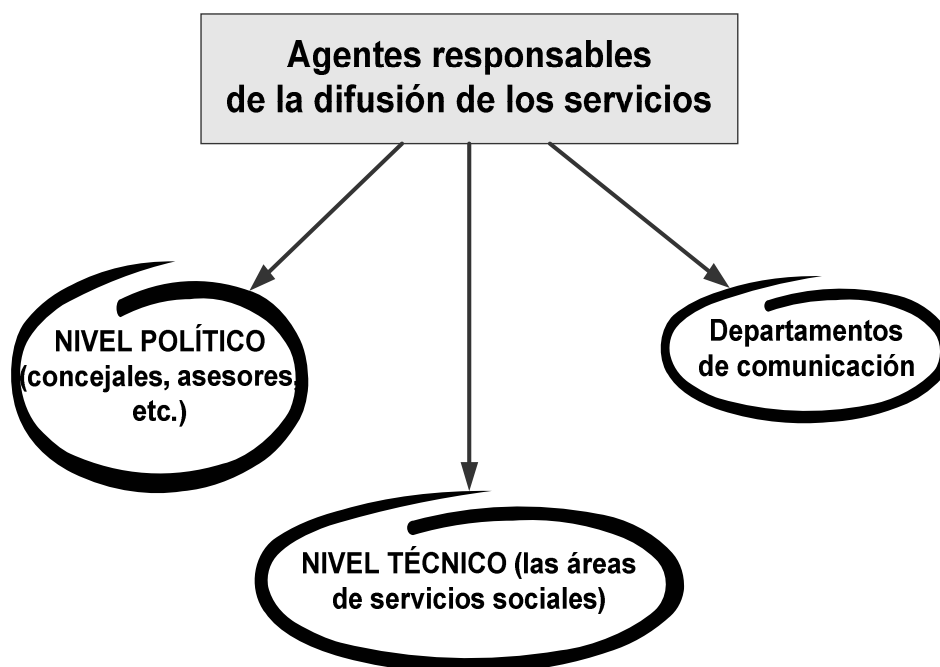 Agentes responsables
de la difusión de los servicios
NIVEL POLÍTICO
(concejales, asesores,
etc.)
Departamentos
de comunicación
NIVEL TÉCNICO (las áreas
de servicios sociales)